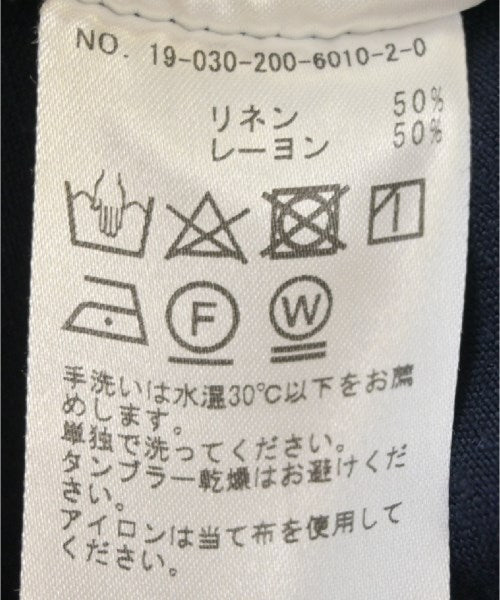 NO. 19-030-200-6010-2-0
リネン 50%
レーヨン 50%
F W
手洗いは水温30℃以下をお薦
めします。
単独で洗ってください。
タンブラー乾燥はお避けくだ
さい。
アイロンは当て布を使用して
ください。